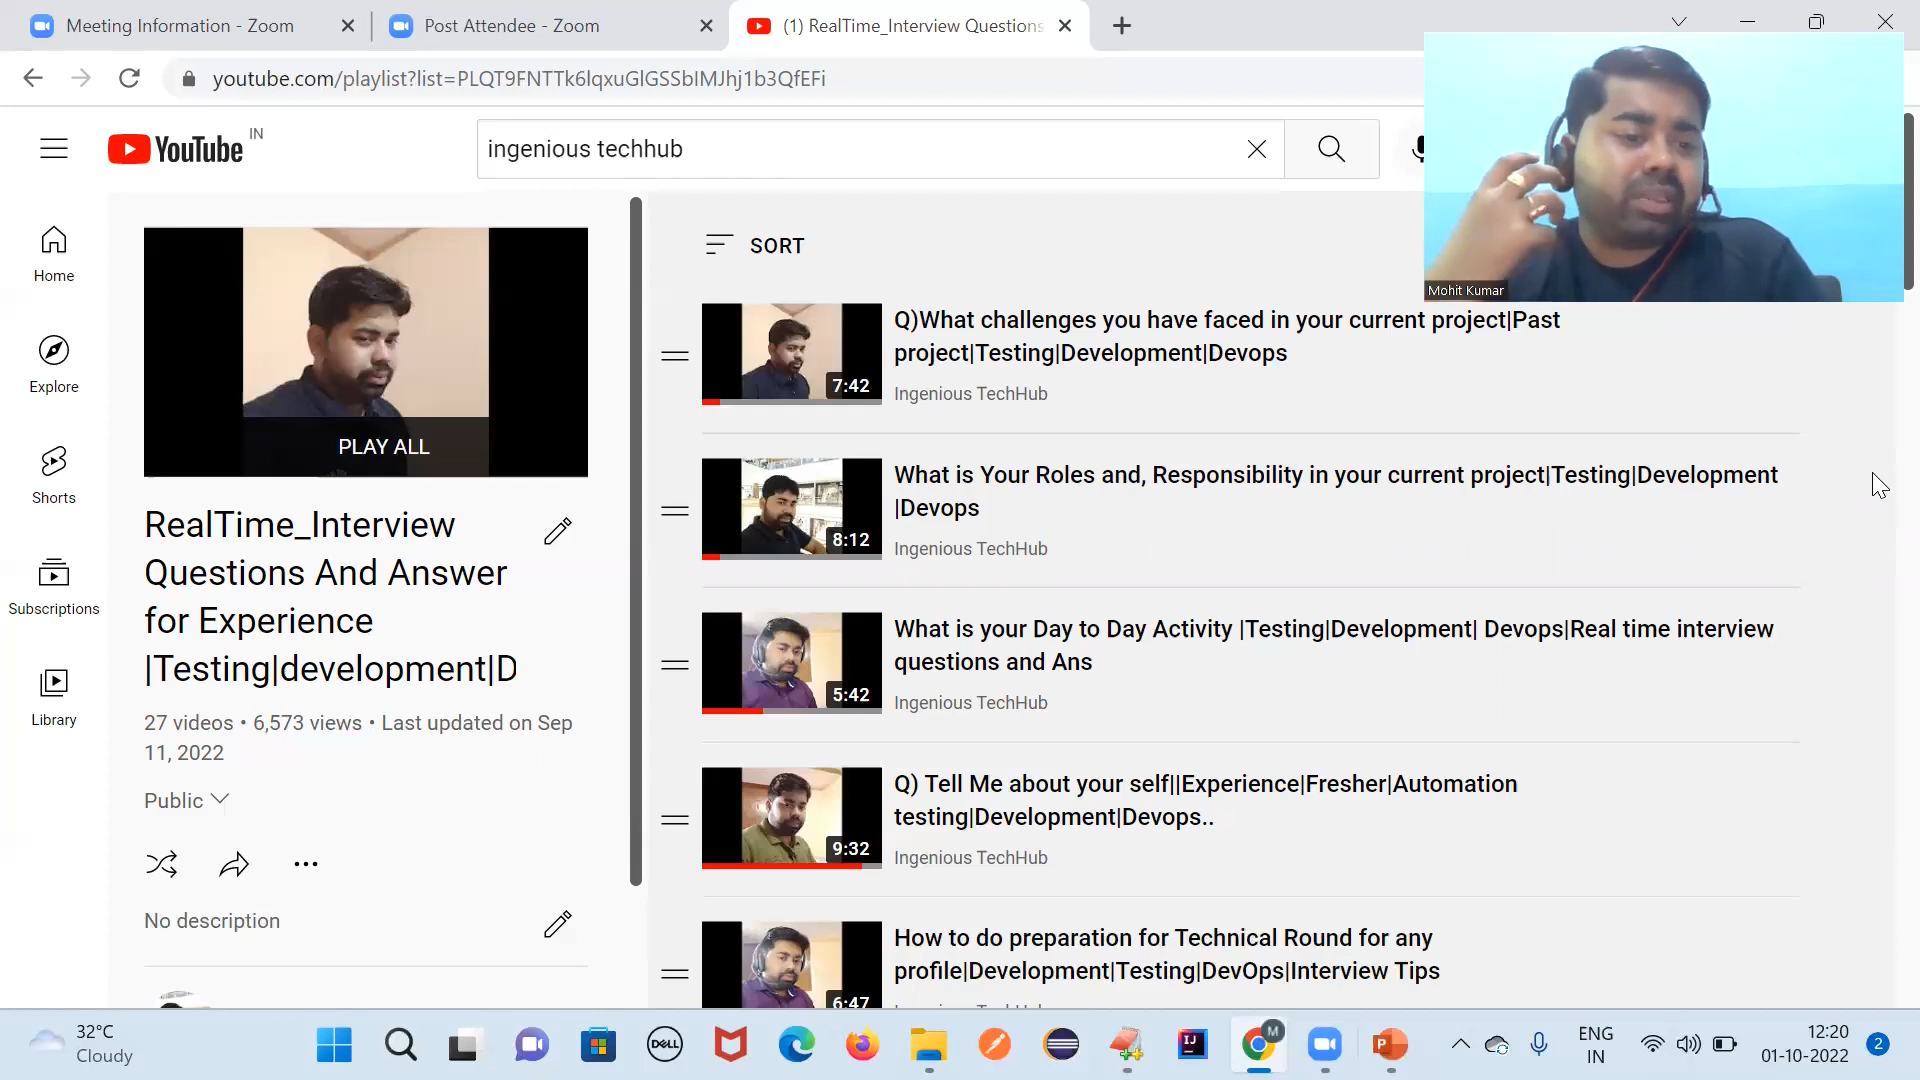 Meeting Information - Zoom
Post Attendee - Zoom
(1) RealTime_Interview Questions
youtube.com/playlist?list=PLQT9FNTTk6lqxuGlGSSbIMJhj1b3QfEFi
YouTube IN
ingenious techhub
Mohit Kumar
Home
Explore
Shorts
Subscriptions
Library
PLAY ALL
RealTime_Interview
Questions And Answer
for Experience
|Testing|development|D
27 videos • 6,573 views • Last updated on Sep
11, 2022
Public
No description
SORT
7:42
Q)What challenges you have faced in your current project|Past
project|Testing|Development|Devops
Ingenious TechHub
8:12
What is Your Roles and, Responsibility in your current project|Testing|Development
|Devops
Ingenious TechHub
5:42
What is your Day to Day Activity |Testing|Development| Devops|Real time interview
questions and Ans
Ingenious TechHub
9:32
Q) Tell Me about your self||Experience|Fresher|Automation
testing|Development|Devops..
Ingenious TechHub
6:47
How to do preparation for Technical Round for any
profile|Development|Testing|DevOps|Interview Tips
32°C
Cloudy
DELL
IJ
M
P
ENG
IN
12:20
01-10-2022
2